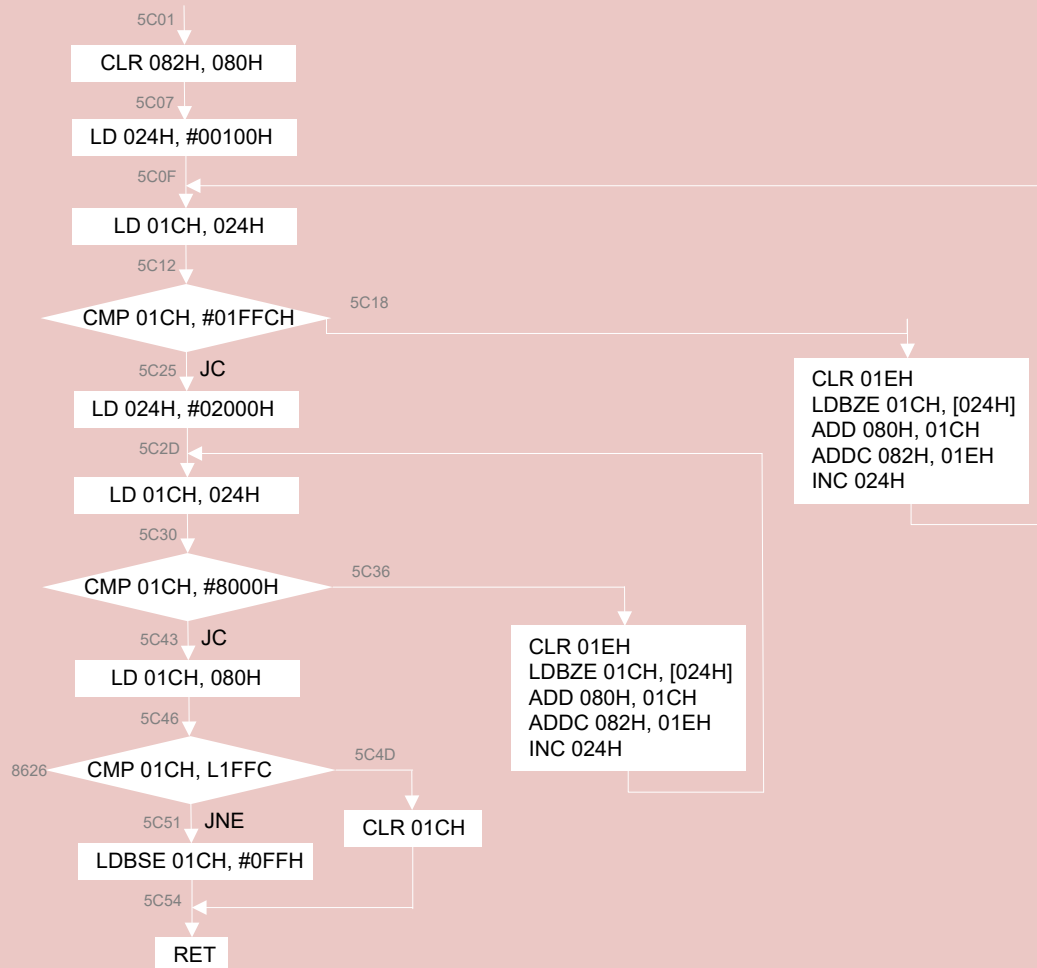 5C01
CLR 082H, 080H
5C07
LD 024H, #00100H
5C0F
LD 01CH, 024H
5C12
CMP 01CH, #01FFCH
5C18
CLR 01EH
LDBZE 01CH, [024H]
ADD 080H, 01CH
ADDC 082H, 01EH
INC 024H
5C25 JC
LD 024H, #02000H
5C2D
LD 01CH, 024H
5C30
CMP 01CH, #8000H
5C36
CLR 01EH
LDBZE 01CH, [024H]
ADD 080H, 01CH
ADDC 082H, 01EH
INC 024H
5C43 JC
LD 01CH, 080H
5C46
8626 CMP 01CH, L1FFC
5C4D
CLR 01CH
5C51 JNE
LDBSE 01CH, #0FFH
5C54
RET